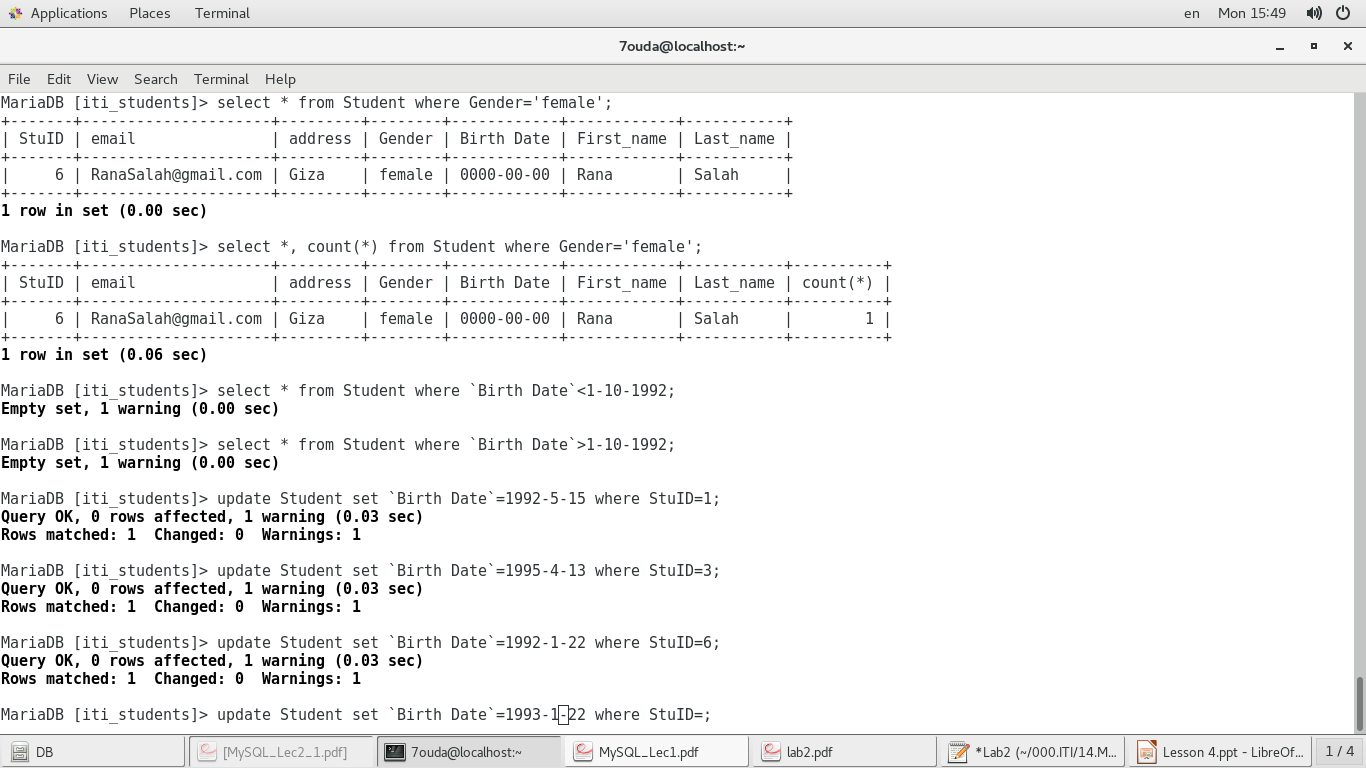 Applications Places Terminal en Mon 15:49
7ouda@localhost:~
File Edit View Search Terminal Help
MariaDB [iti_students]> select * from Student where Gender='female';
+-------+---------------------+---------+--------+------------+------------+-----------+
| StuID | email               | address | Gender | Birth Date | First_name | Last_name |
+-------+---------------------+---------+--------+------------+------------+-----------+
|     6 | RanaSalah@gmail.com | Giza    | female | 0000-00-00 | Rana       | Salah     |
+-------+---------------------+---------+--------+------------+------------+-----------+
1 row in set (0.00 sec)
MariaDB [iti_students]> select *, count(*) from Student where Gender='female';
+-------+---------------------+---------+--------+------------+------------+-----------+----------+
| StuID | email               | address | Gender | Birth Date | First_name | Last_name | count(*) |
+-------+---------------------+---------+--------+------------+------------+-----------+----------+
|     6 | RanaSalah@gmail.com | Giza    | female | 0000-00-00 | Rana       | Salah     |        1 |
+-------+---------------------+---------+--------+------------+------------+-----------+----------+
1 row in set (0.06 sec)
MariaDB [iti_students]> select * from Student where `Birth Date`<1-10-1992;
Empty set, 1 warning (0.00 sec)
MariaDB [iti_students]> select * from Student where `Birth Date`>1-10-1992;
Empty set, 1 warning (0.00 sec)
MariaDB [iti_students]> update Student set `Birth Date`=1992-5-15 where StuID=1;
Query OK, 0 rows affected, 1 warning (0.03 sec)
Rows matched: 1  Changed: 0  Warnings: 1
MariaDB [iti_students]> update Student set `Birth Date`=1995-4-13 where StuID=3;
Query OK, 0 rows affected, 1 warning (0.03 sec)
Rows matched: 1  Changed: 0  Warnings: 1
MariaDB [iti_students]> update Student set `Birth Date`=1992-1-22 where StuID=6;
Query OK, 0 rows affected, 1 warning (0.03 sec)
Rows matched: 1  Changed: 0  Warnings: 1
MariaDB [iti_students]> update Student set `Birth Date`=1993-1-22 where StuID=;
DB [MySQL_Lec2_1.pdf] 7ouda@localhost:~ MySQL_Lec1.pdf lab2.pdf *Lab2 (~/000.ITI/14.M... Lesson 4.ppt - LibreOf... 1 / 4